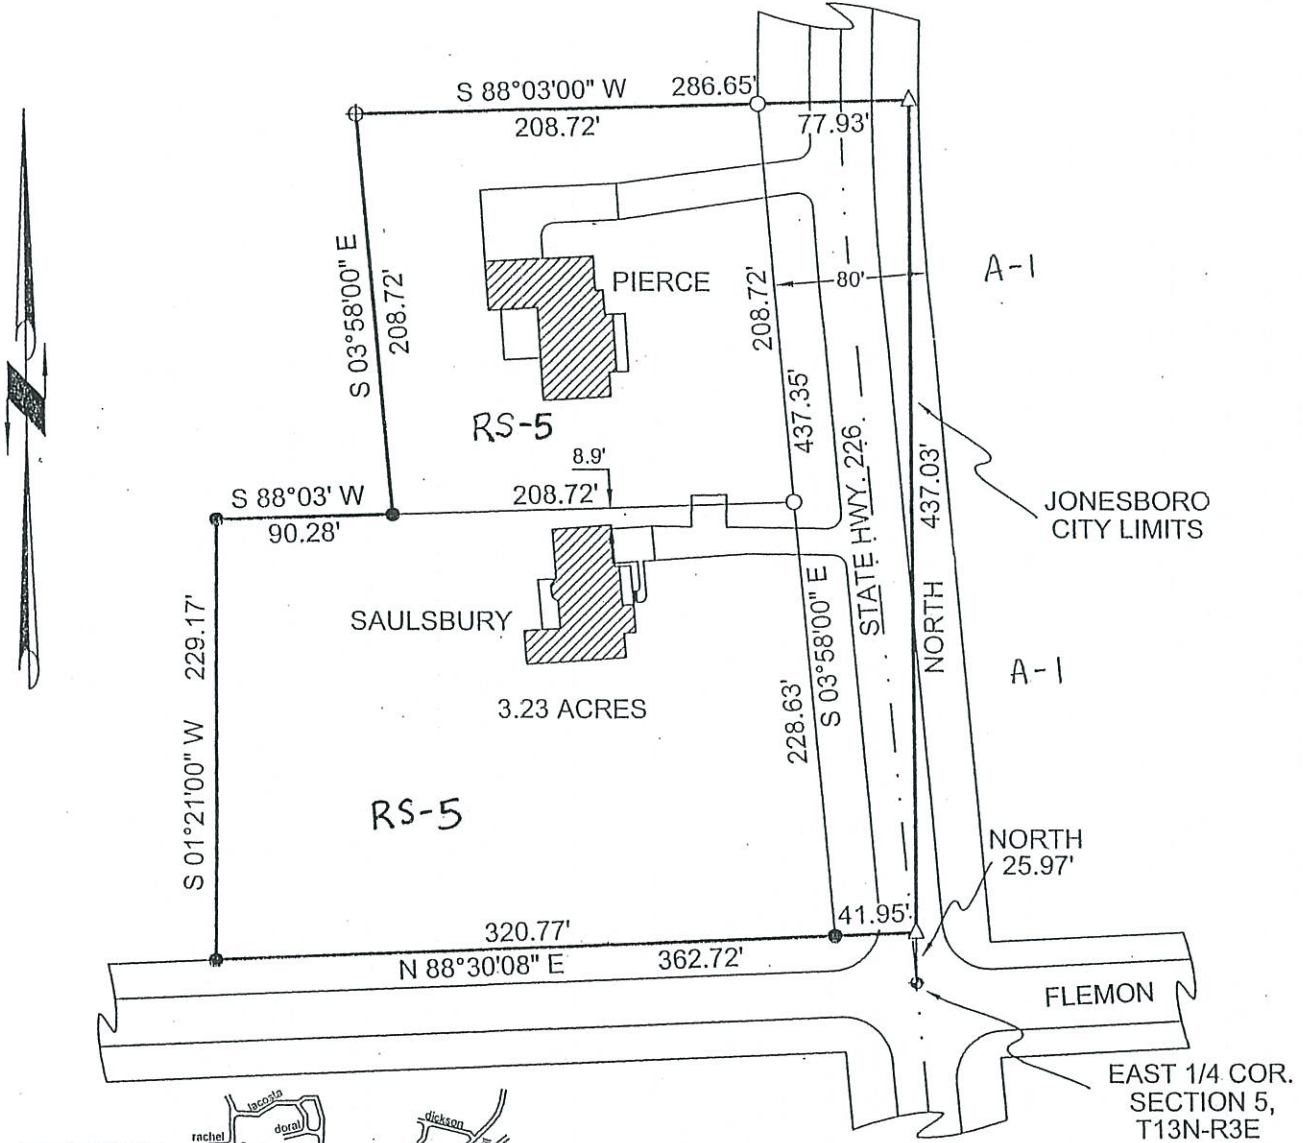 S 88°03'00" W 286.65'
208.72'
77.93'
S 03°58'00" E
208.72'
PIERCE
208.72'
80'
A-1
437.35'
RS-5
8.9'
S 88°03' W
208.72'
90.28'
STATE HWY. 226.
437.03'
NORTH
JONESBORO
CITY LIMITS
SAULSBURY
S 01°21'00" W 229.17'
228.63'
S 03°58'00" E
A-1
3.23 ACRES
RS-5
NORTH
25.97'
41.95'
320.77'
N 88°30'08" E 362.72'
FLEMON
EAST 1/4 COR.
SECTION 5,
T13N-R3E
lacosta
doral
rachel
dickson